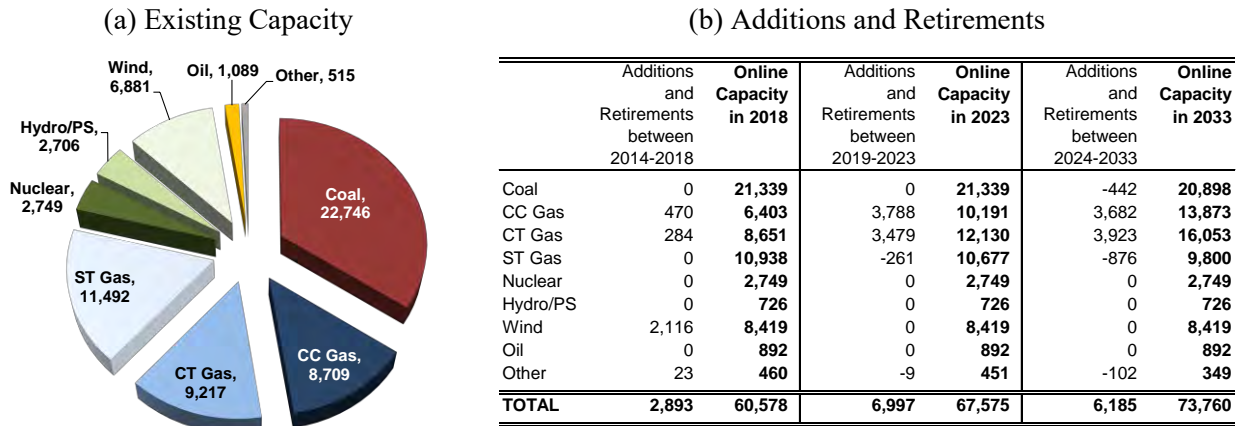 (a) Existing Capacity
Wind,
6,881
Oil, 1,089
Other, 515
Hydro/PS,
2,706
Nuclear,
2,749
Coal,
22,746
ST Gas,
11,492
CT Gas,
9,217
CC Gas,
8,709
(b) Additions and Retirements
Additions and Retirements between 2014-2018 Online Capacity in 2018 Additions and Retirements between 2019-2023 Online Capacity in 2023 Additions and Retirements between 2024-2033 Online Capacity in 2033
Coal 0 21,339 0 21,339 -442 20,898
CC Gas 470 6,403 3,788 10,191 3,682 13,873
CT Gas 284 8,651 3,479 12,130 3,923 16,053
ST Gas 0 10,938 -261 10,677 -876 9,800
Nuclear 0 2,749 0 2,749 0 2,749
Hydro/PS 0 726 0 726 0 726
Wind 2,116 8,419 0 8,419 0 8,419
Oil 0 892 0 892 0 892
Other 23 460 -9 451 -102 349
TOTAL 2,893 60,578 6,997 67,575 6,185 73,760